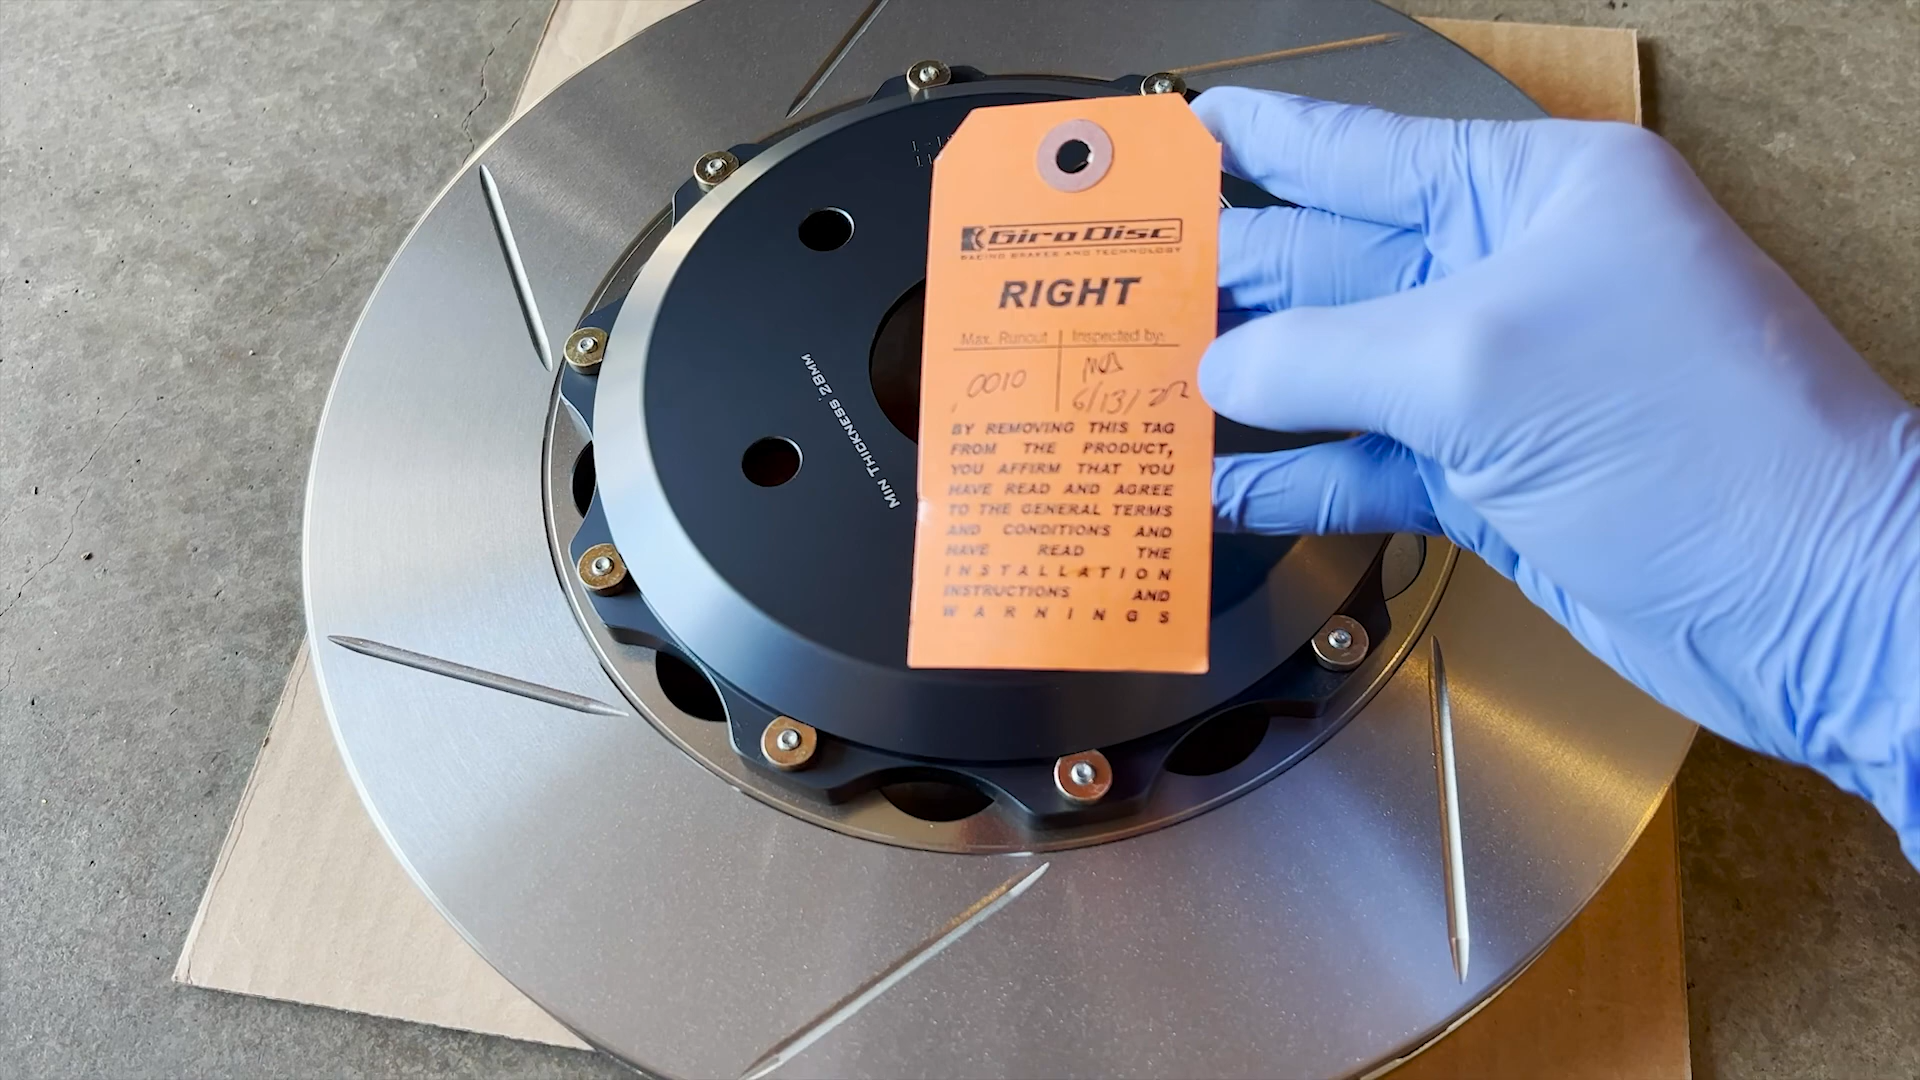 GiroDisc
RACING BRAKES AND TECHNOLOGY
RIGHT
Max. Runout
Inspected by:
.0010
6/13/22
BY REMOVING THIS TAG
FROM THE PRODUCT,
YOU AFFIRM THAT YOU
HAVE READ AND AGREE
TO THE GENERAL TERMS
AND CONDITIONS AND
HAVE READ THE
INSTALLATION
INSTRUCTIONS AND
WARNINGS
MIN THICKNESS 28MM